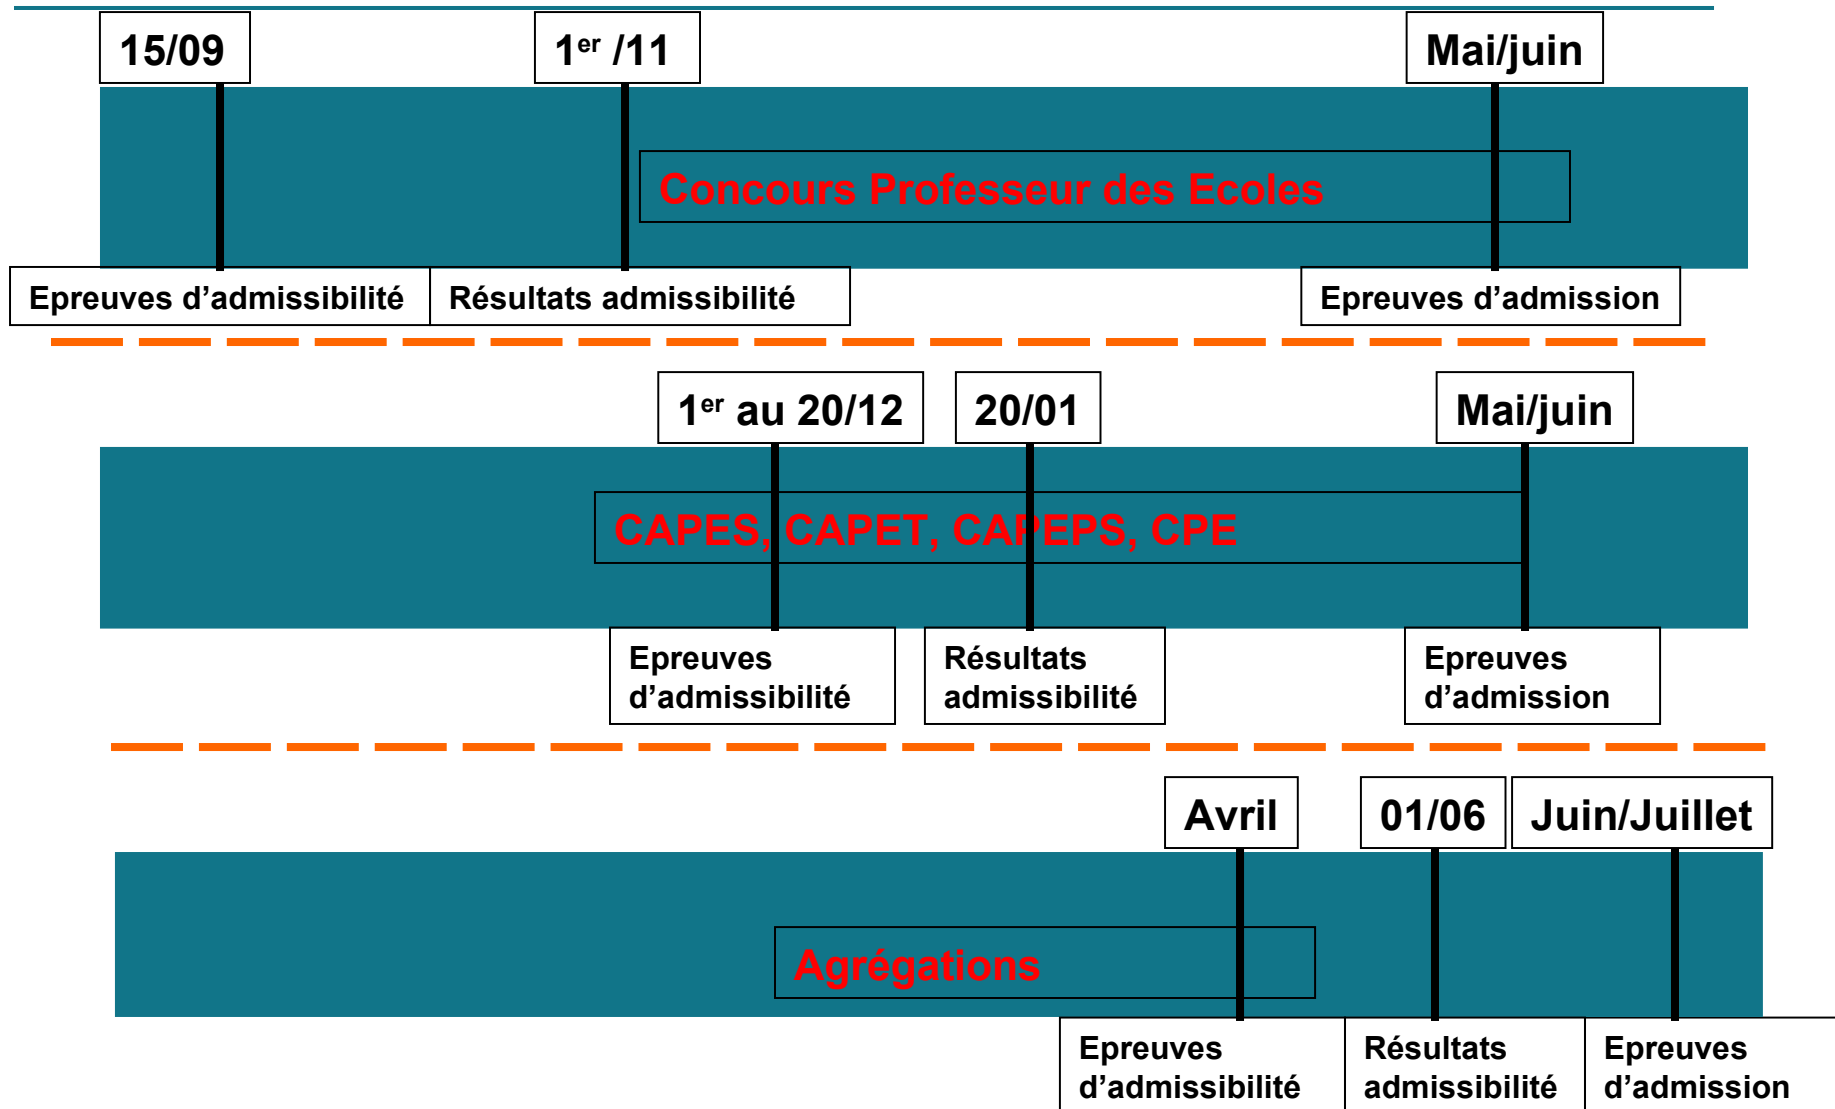 15/09
1er /11
Mai/juin
Concours Professeur des Ecoles
Epreuves d’admissibilité
Résultats admissibilité
Epreuves d’admission
1er au 20/12
20/01
Mai/juin
CAPES, CAPET, CAPEPS, CPE
Epreuves
d’admissibilité
Résultats
admissibilité
Epreuves
d’admission
Avril
01/06
Juin/Juillet
Agrégations
Epreuves
d’admissibilité
Résultats
admissibilité
Epreuves
d’admission